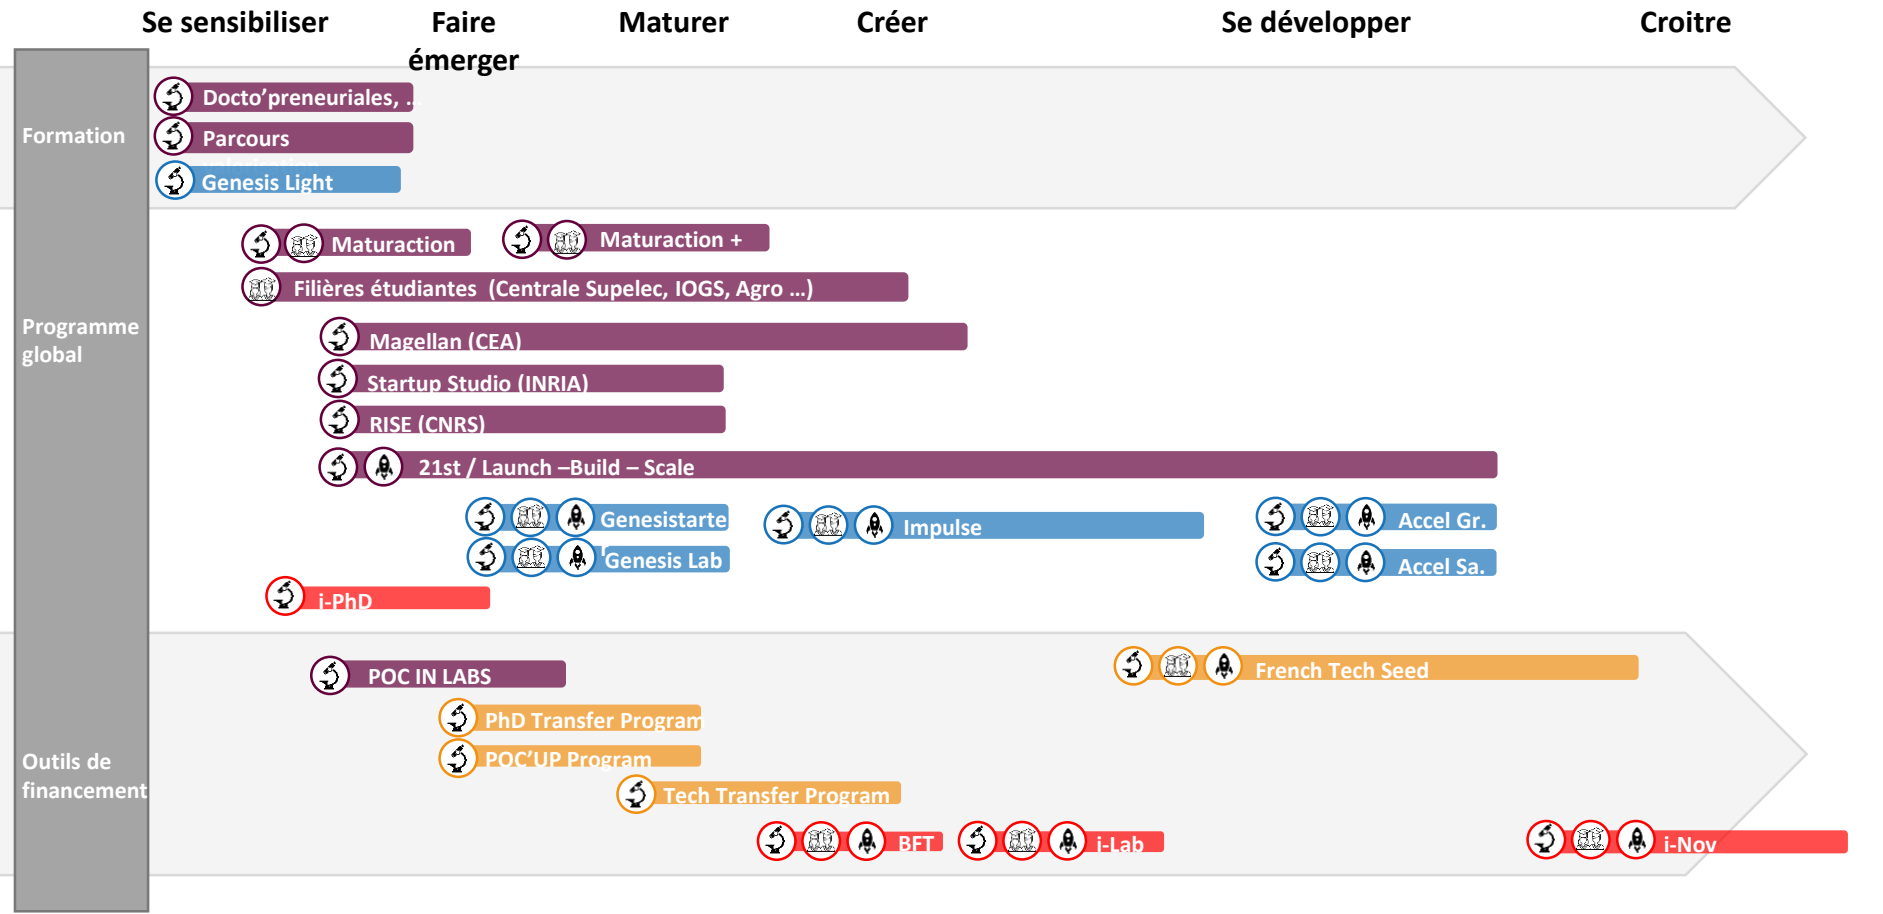 Se sensibiliser
Faire
émerger
Maturer
Créer
Se développer
Croitre
Formation
Docto’preneuriales, ...
Parcours
valorisation
Genesis Light
Programme
global
Maturaction
Maturaction +
Filières étudiantes (Centrale Supelec, IOGS, Agro ...)
Magellan (CEA)
Startup Studio (INRIA)
RISE (CNRS)
21st / Launch –Build – Scale
Genesistarte
r
Impulse
Accel Gr.
Genesis Lab
Accel Sa.
i-PhD
Outils de
financement
POC IN LABS
French Tech Seed
PhD Transfer Program
POC’UP Program
Tech Transfer Program
BFT
i-Lab
i-Nov